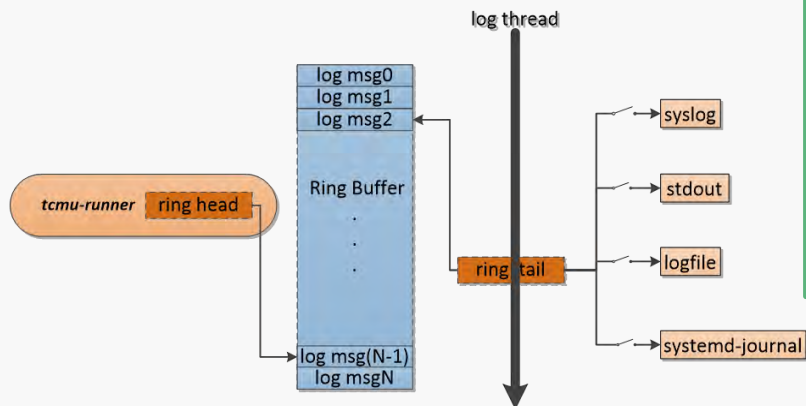 log thread
log msg0
log msg1
log msg2
syslog
Ring Buffer
stdout
tcmu-runner
ring head
.
.
.
ring tail
logfile
log msg(N-1)
systemd-journal
log msgN